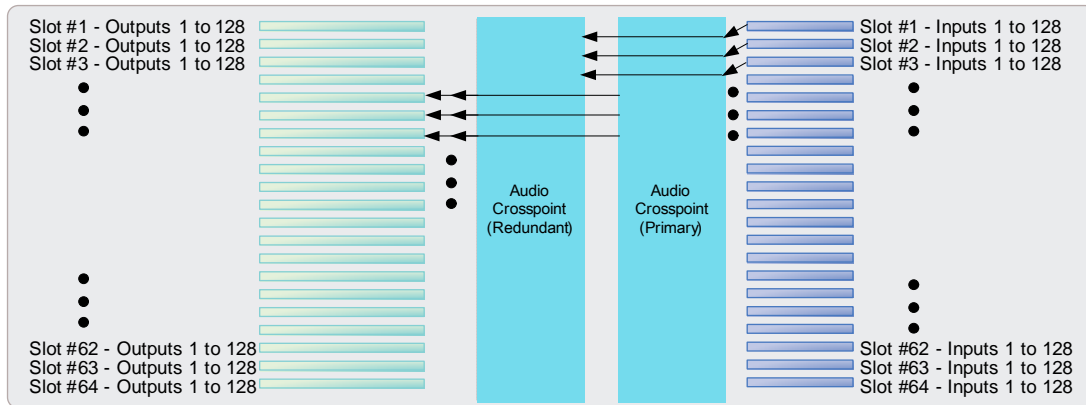 Slot #1 - Outputs 1 to 128
Slot #2 - Outputs 1 to 128
Slot #3 - Outputs 1 to 128
Slot #62 - Outputs 1 to 128
Slot #63 - Outputs 1 to 128
Slot #64 - Outputs 1 to 128
Audio
Crosspoint
(Redundant)
Audio
Crosspoint
(Primary)
Slot #1 - Inputs 1 to 128
Slot #2 - Inputs 1 to 128
Slot #3 - Inputs 1 to 128
Slot #62 - Inputs 1 to 128
Slot #63 - Inputs 1 to 128
Slot #64 - Inputs 1 to 128